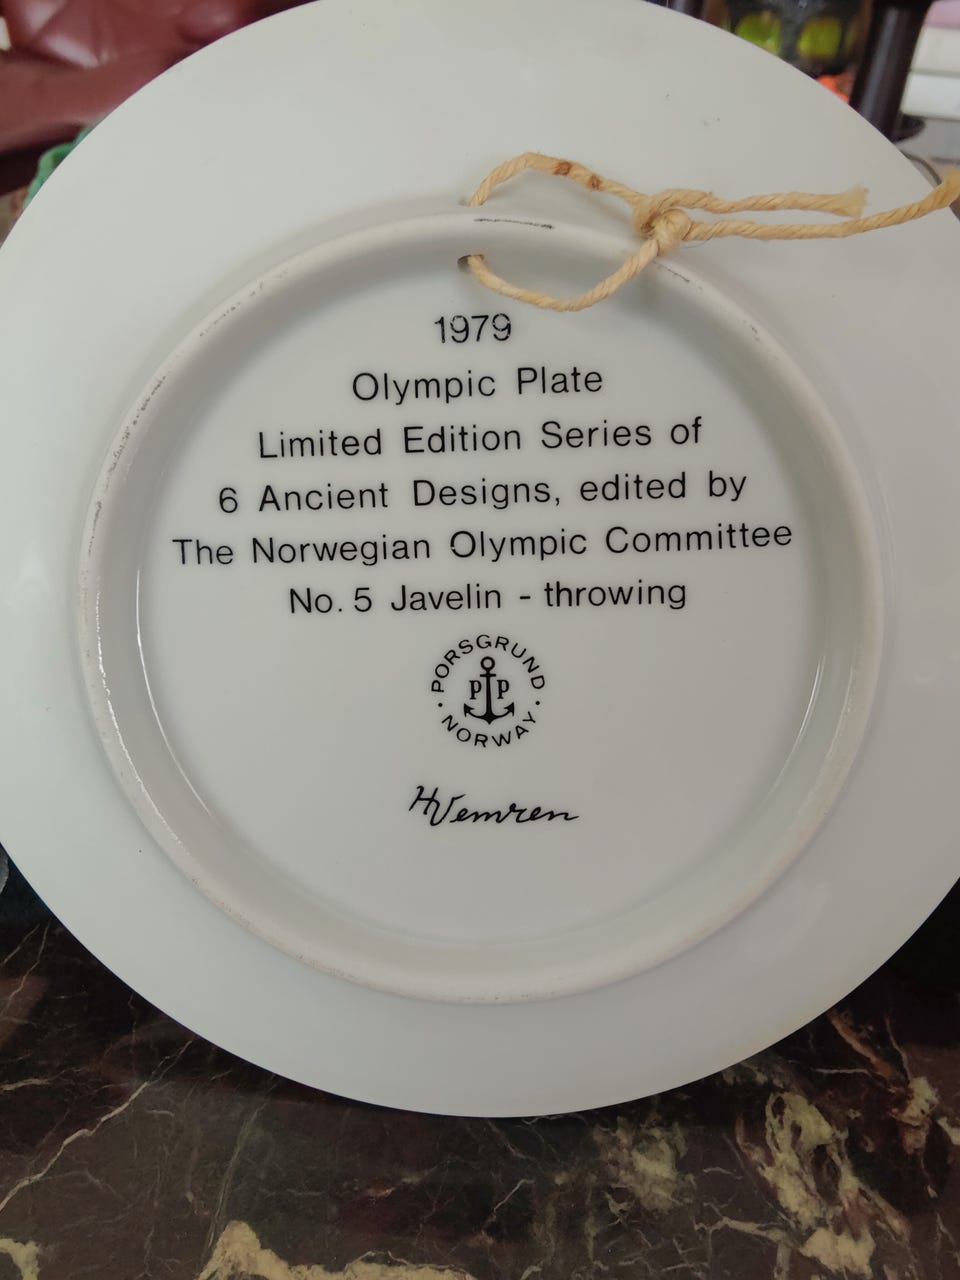 1979
Olympic Plate
Limited Edition Series of
6 Ancient Designs, edited by
The Norwegian Olympic Committee
No. 5 Javelin - throwing
PORSGRUND
PP
· NORWAY ·
HVemren